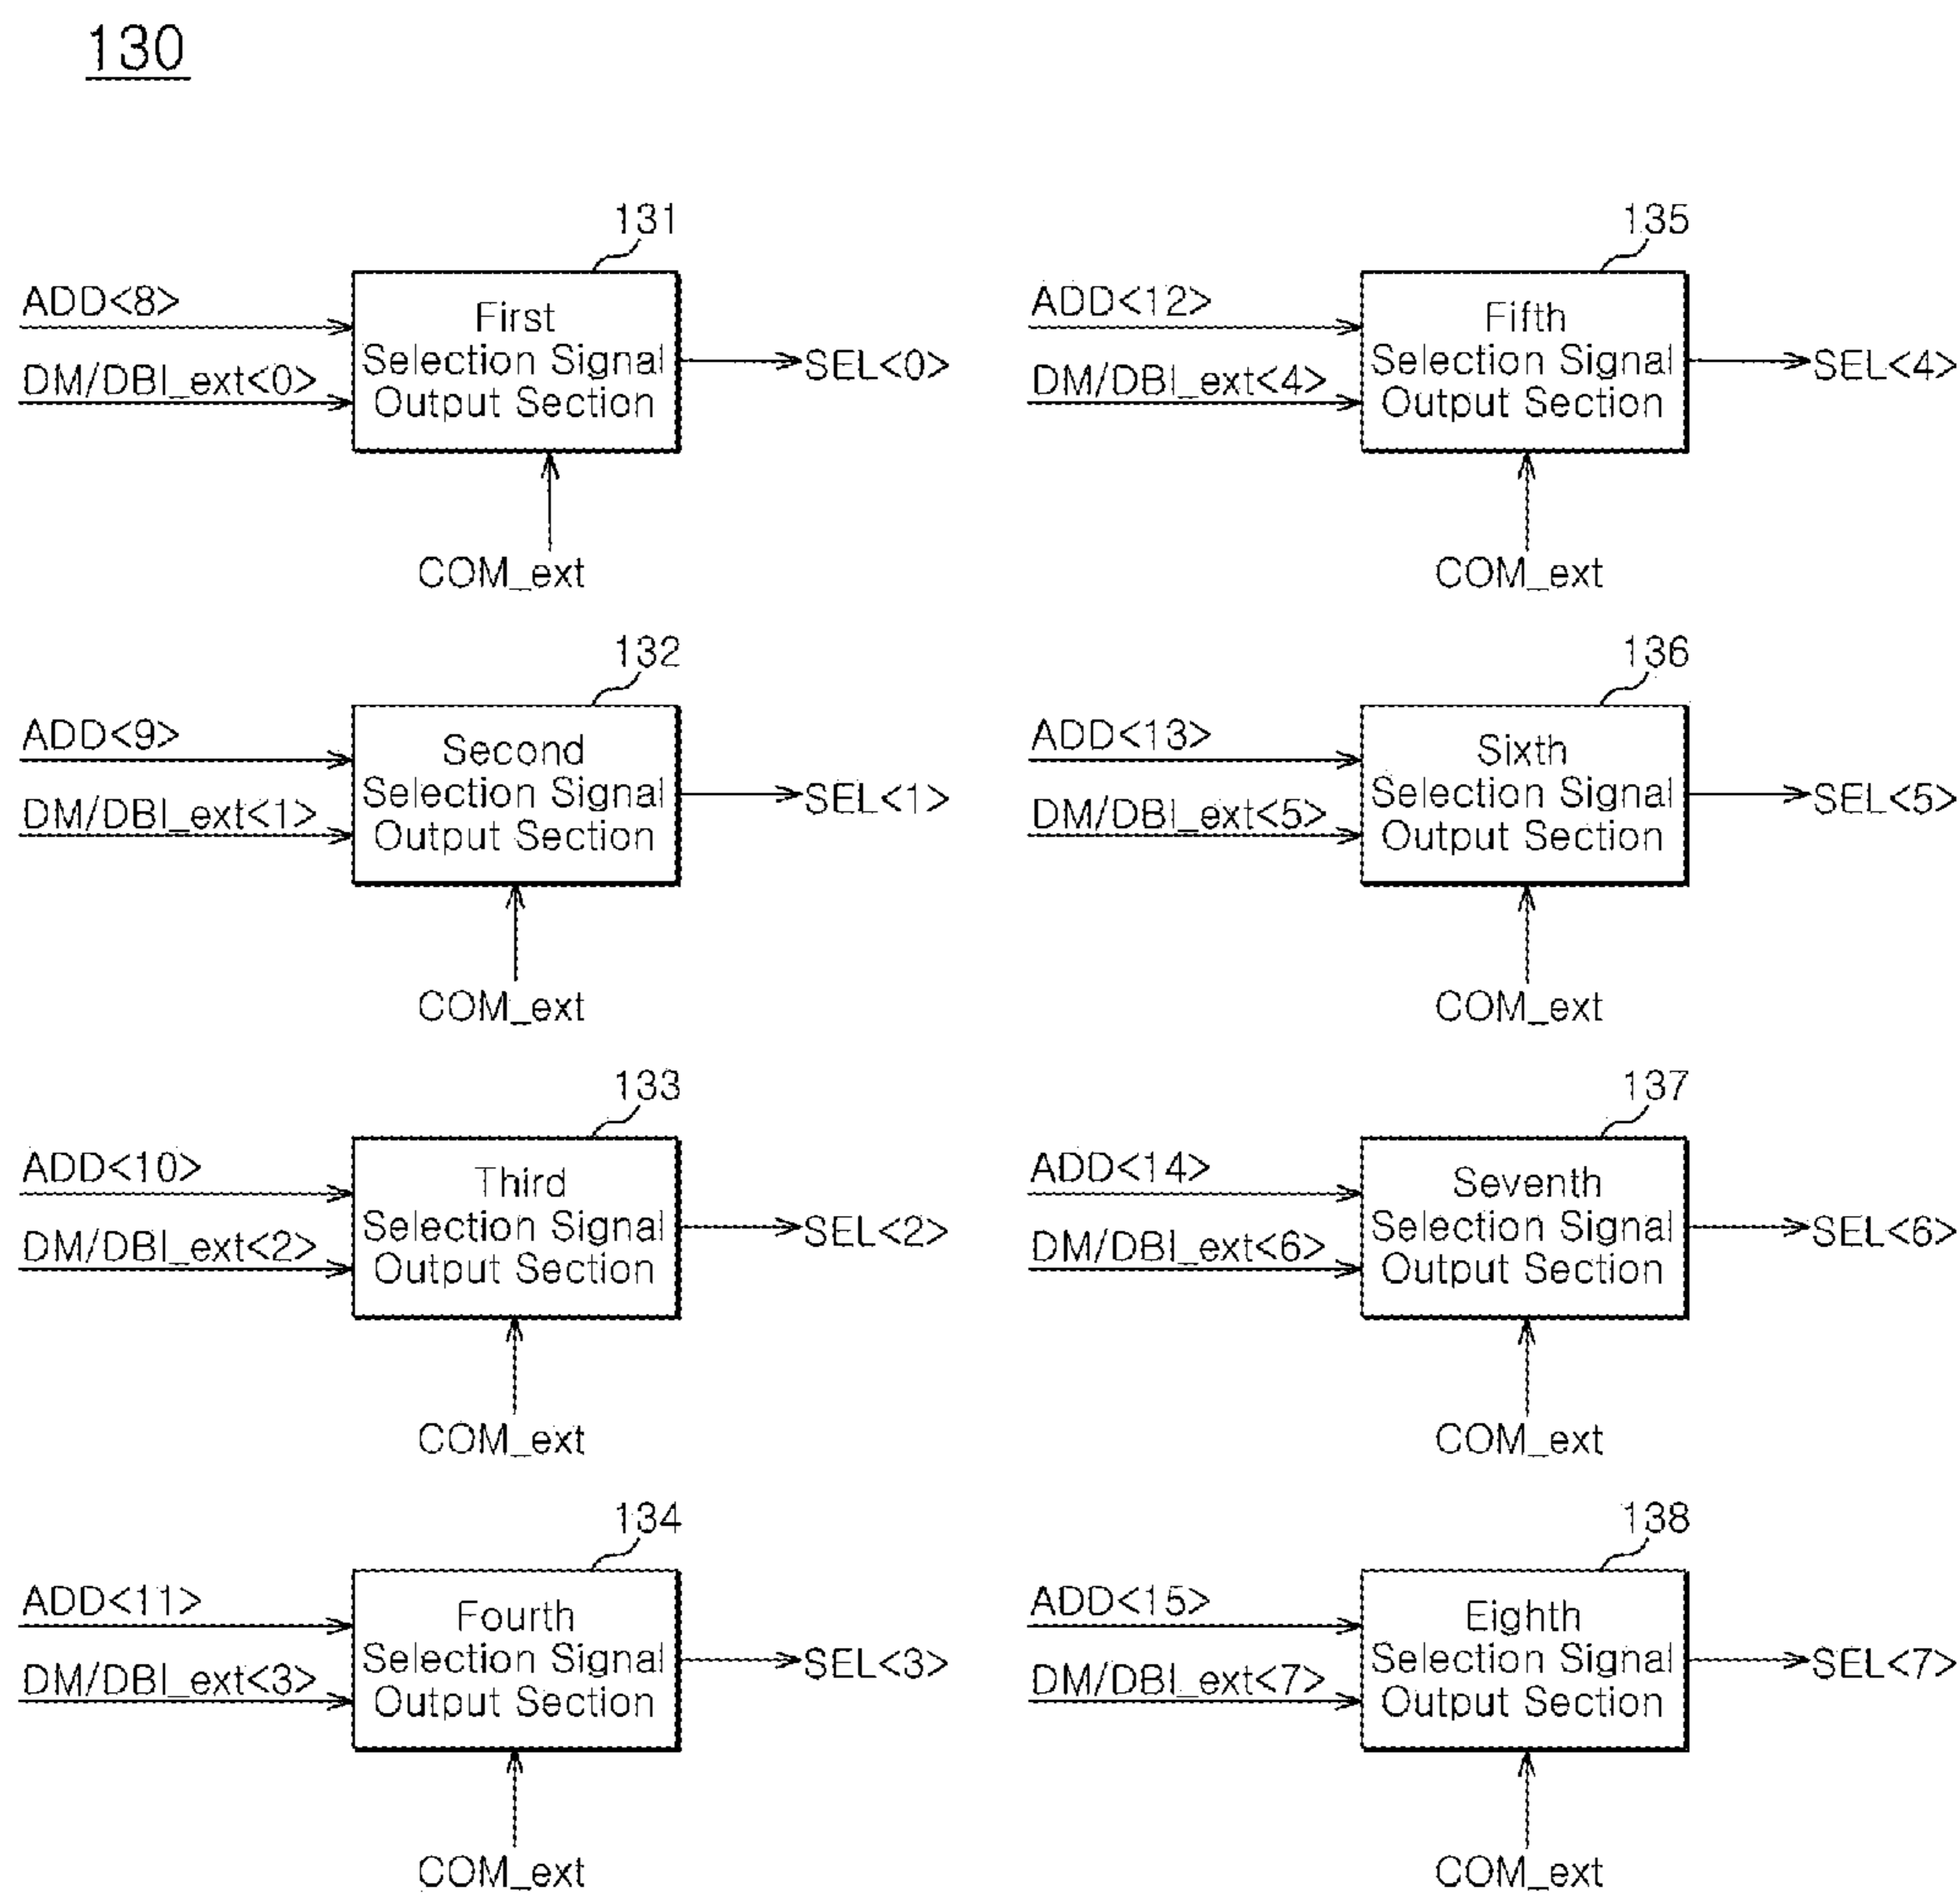 130
131
ADD<8>
DM/DBI_ext<0>
First
Selection Signal
Output Section
SEL<0>
COM_ext
132
ADD<9>
DM/DBI_ext<1>
Second
Selection Signal
Output Section
SEL<1>
COM_ext
133
ADD<10>
DM/DBI_ext<2>
Third
Selection Signal
Output Section
SEL<2>
COM_ext
134
ADD<11>
DM/DBI_ext<3>
Fourth
Selection Signal
Output Section
SEL<3>
COM_ext
135
ADD<12>
DM/DBI_ext<4>
Fifth
Selection Signal
Output Section
SEL<4>
COM_ext
136
ADD<13>
DM/DBI_ext<5>
Sixth
Selection Signal
Output Section
SEL<5>
COM_ext
137
ADD<14>
DM/DBI_ext<6>
Seventh
Selection Signal
Output Section
SEL<6>
COM_ext
138
ADD<15>
DM/DBI_ext<7>
Eighth
Selection Signal
Output Section
SEL<7>
COM_ext